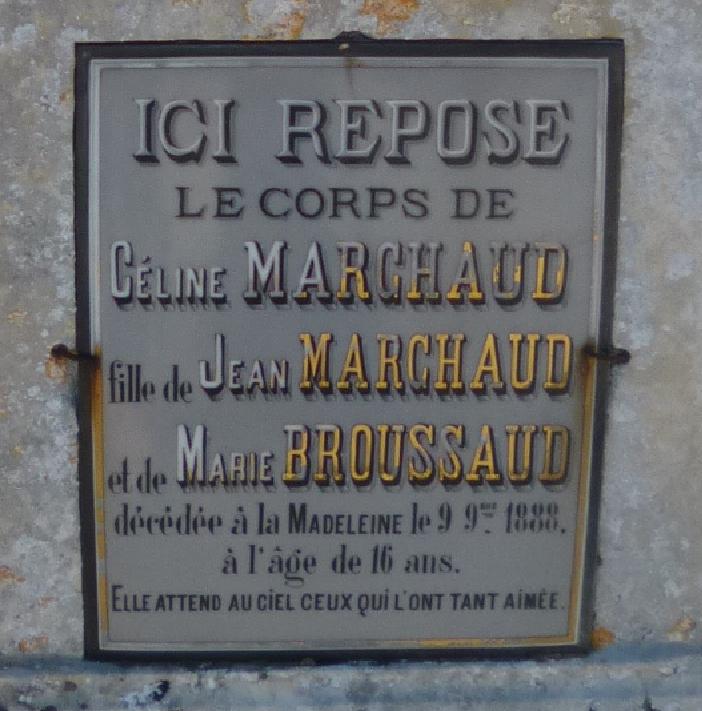 ICI REPOSE
LE CORPS DE
CÉLINE MARCHAUD
fille de JEAN MARCHAUD
et de MARIE BROUSSAUD
décédée à la MADELEINE le 9 9bre 1888.
à l'âge de 16 ans.
ELLE ATTEND AU CIEL CEUX QUI L'ONT TANT AIMÉE.